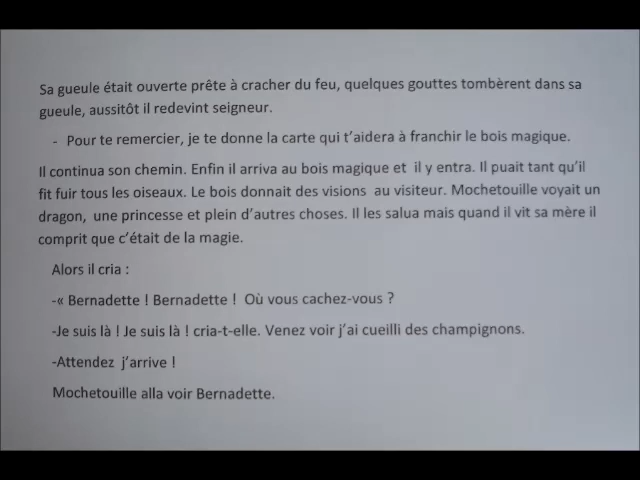 Sa gueule était ouverte prête à cracher du feu, quelques gouttes tombèrent dans sa
gueule, aussitôt il redevint seigneur.
- Pour te remercier, je te donne la carte qui t'aidera à franchir le bois magique.
Il continua son chemin. Enfin il arriva au bois magique et il y entra. Il puait tant qu'il
fit fuir tous les oiseaux. Le bois donnait des visions au visiteur. Mochetouille voyait un
dragon, une princesse et plein d'autres choses. Il les salua mais quand il vit sa mère il
comprit que c'était de la magie.
Alors il cria :
-« Bernadette ! Bernadette ! Où vous cachez-vous ?
-Je suis là ! Je suis là ! cria-t-elle. Venez voir j'ai cueilli des champignons.
-Attendez j'arrive !
Mochetouille alla voir Bernadette.